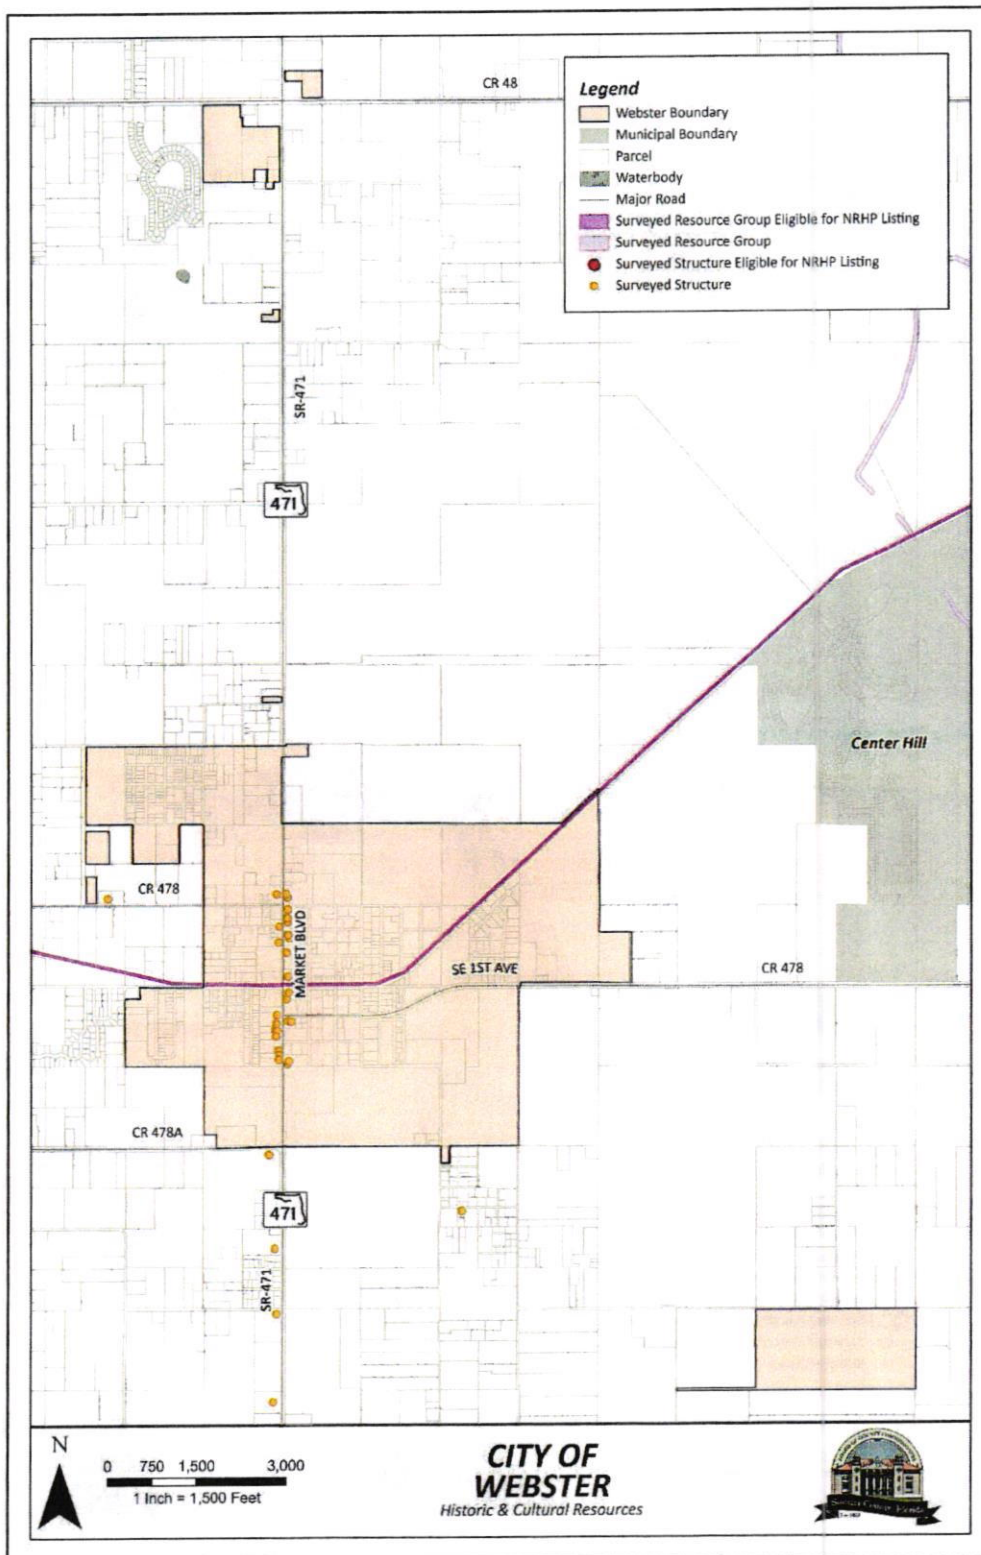 CR 48
Legend
Webster Boundary
Municipal Boundary
Parcel
Waterbody
Major Road
Surveyed Resource Group Eligible for NRHP Listing
Surveyed Resource Group
Surveyed Structure Eligible for NRHP Listing
Surveyed Structure
SR-471
471
Center Hill
CR 478
MARKET BLVD
SE 1ST AVE
CR 478
CR 478A
471
SR-471
N
0 750 1,500 3,000
1 Inch = 1,500 Feet
CITY OF
WEBSTER
Historic & Cultural Resources
Sumter County, Florida